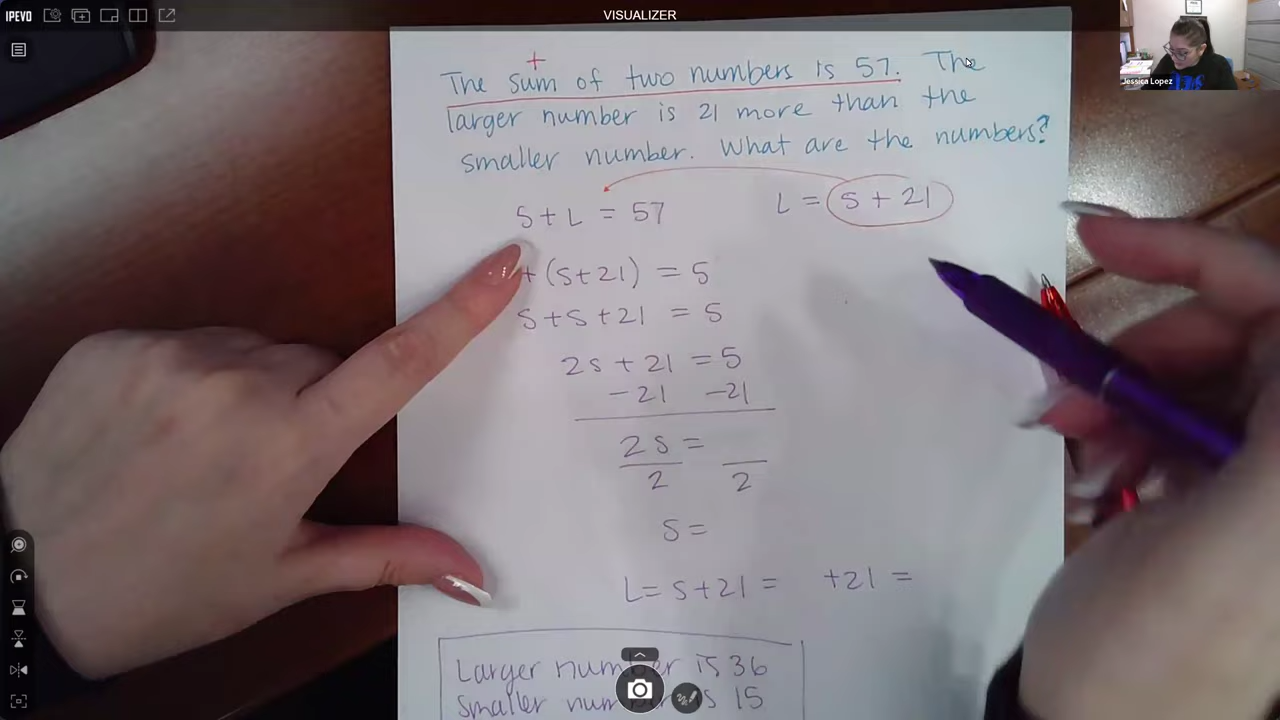 IPEVO
VISUALIZER
Jessica Lopez
+
The sum of two numbers is 57. The
larger number is 21 more than the
smaller number. What are the numbers?
S + L = 57 L = S + 21
+ (S+21) = 5
S + S + 21 = 5
2S + 21 = 5
-21 -21
2S =
2 2
S =
L = S + 21 = +21 =
Larger number is 36
Smaller is 15